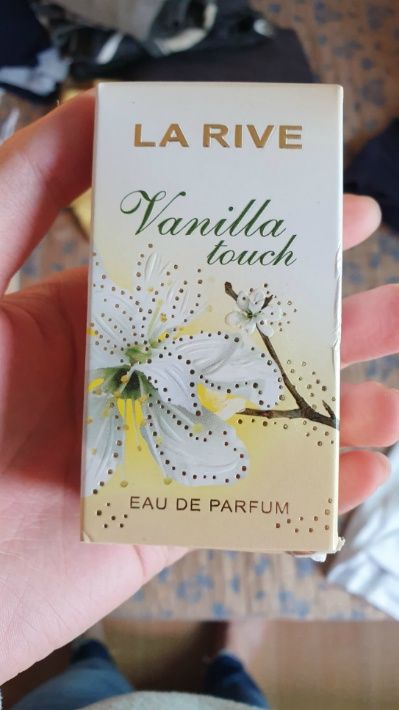 LA RIVE
Vanilla
touch
EAU DE PARFUM